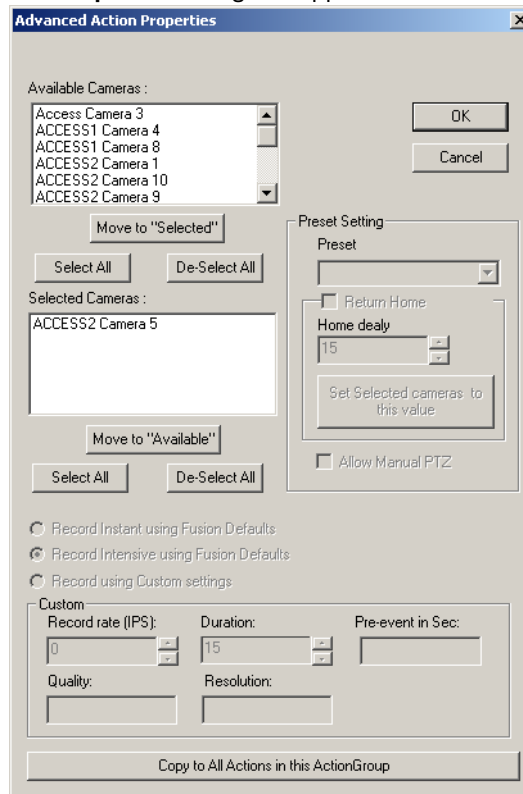 Advanced Action Properties
Available Cameras :
Access Camera 3
ACCESS1 Camera 4
ACCESS1 Camera 8
ACCESS2 Camera 1
ACCESS2 Camera 10
ACCESS2 Camera 9
OK
Cancel
Move to "Selected"
Select All
De-Select All
Selected Cameras :
ACCESS2 Camera 5
Move to "Available"
Select All
De-Select All
Preset Setting
Preset
Return Home
Home dealy
15
Set Selected cameras to
this value
Allow Manual PTZ
Record Instant using Fusion Defaults
Record Intensive using Fusion Defaults
Record using Custom settings
Custom
Record rate (IPS):
Duration:
Pre-event in Sec:
0
15
Quality:
Resolution:
Copy to All Actions in this ActionGroup